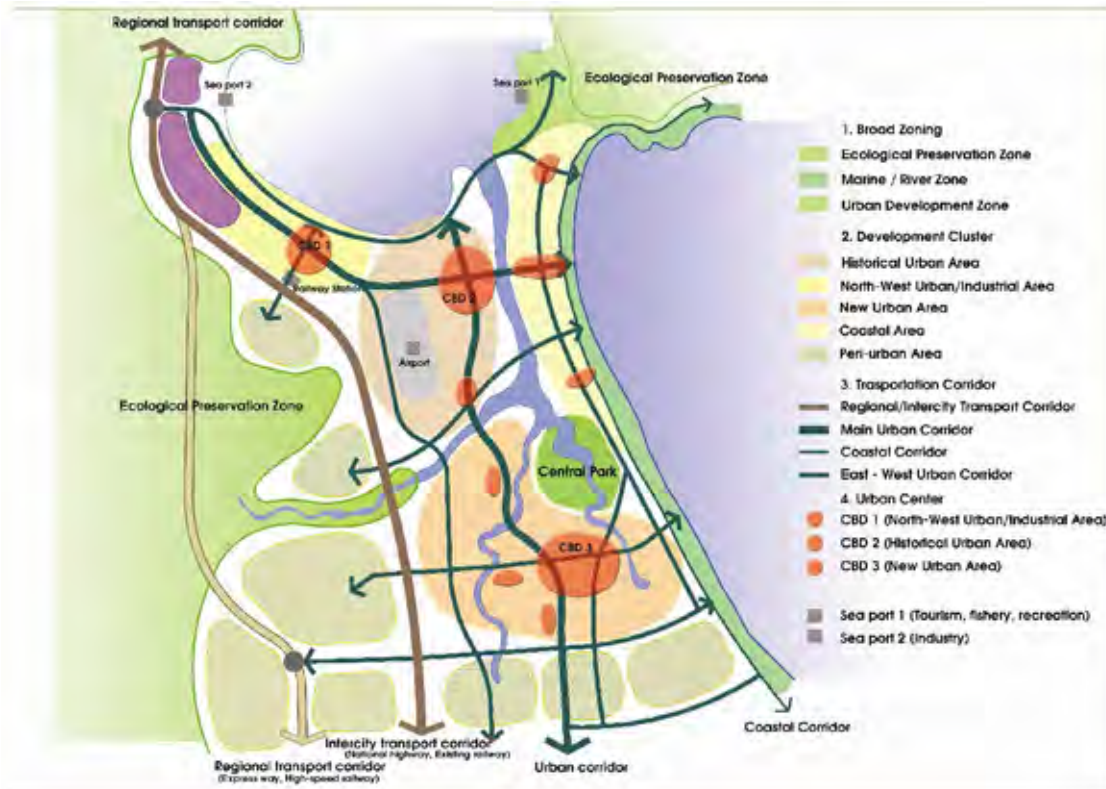 Regional transport corridor
Sea port 2
Sea port 1
Ecological Preservation Zone
CBD 1
Railway Station
CBD 2
Airport
Ecological Preservation Zone
Central Park
CBD 3
Intercity transport corridor
(National highway, Existing railway)
Regional transport corridor
(Express way, High-speed railway)
Urban corridor
Coastal Corridor
1. Broad Zoning
Ecological Preservation Zone
Marine / River Zone
Urban Development Zone
2. Development Cluster
Historical Urban Area
North-West Urban/Industrial Area
New Urban Area
Coastal Area
Peri-urban Area
3. Trasportation Corridor
Regional/Intercity Transport Corridor
Main Urban Corridor
Coastal Corridor
East - West Urban Corridor
4. Urban Center
CBD 1 (North-West Urban/Industrial Area)
CBD 2 (Historical Urban Area)
CBD 3 (New Urban Area)
Sea port 1 (Tourism, fishery, recreation)
Sea port 2 (Industry)